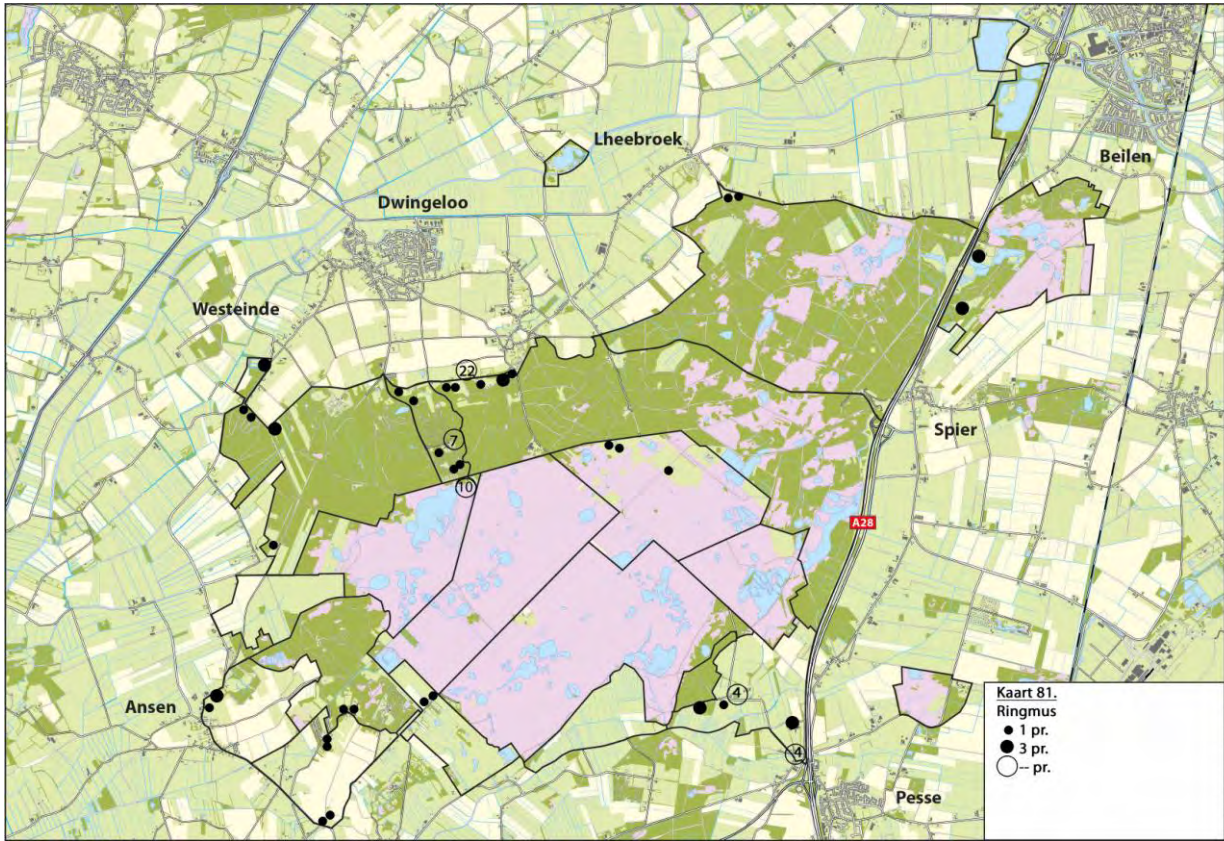 Lheebroek
Beilen
Dwingeloo
Westeinde
22
7
Spier
10
A28
4
Ansen
Kaart 81.
Ringmus
1 pr.
3 pr.
-- pr.
4
Pesse